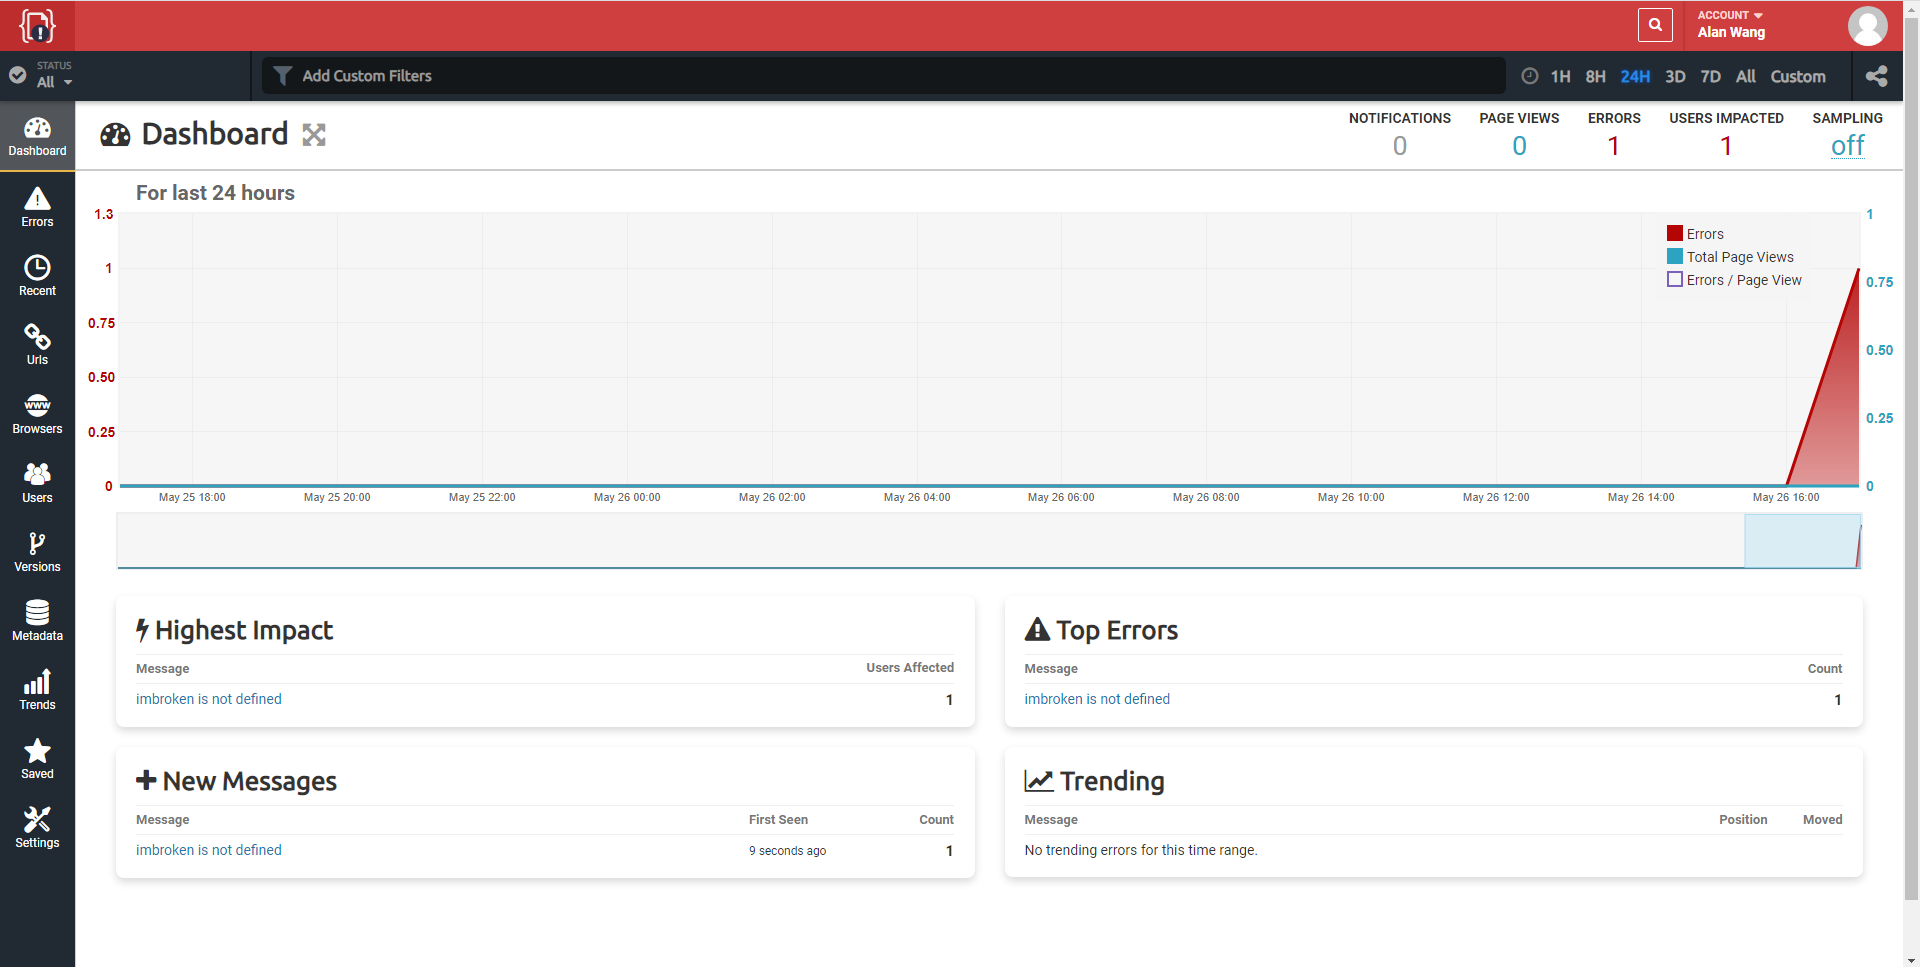 ACCOUNT
Alan Wang
STATUS
All
Add Custom Filters
1H 8H 24H 3D 7D All Custom
Dashboard
Errors
Recent
Urls
www
Browsers
Users
Versions
Metadata
Trends
Saved
Settings
Dashboard
NOTIFICATIONS PAGE VIEWS ERRORS USERS IMPACTED SAMPLING
0 0 1 1 off
For last 24 hours
1.3
1
0.75
0.50
0.25
0
1
0.75
0.50
0.25
0
Errors
Total Page Views
Errors / Page View
May 25 18:00 May 25 20:00 May 25 22:00 May 26 00:00 May 26 02:00 May 26 04:00 May 26 06:00 May 26 08:00 May 26 10:00 May 26 12:00 May 26 14:00 May 26 16:00
Highest Impact
Message Users Affected
imbroken is not defined 1
Top Errors
Message Count
imbroken is not defined 1
New Messages
Message First Seen Count
imbroken is not defined 9 seconds ago 1
Trending
Message Position Moved
No trending errors for this time range.